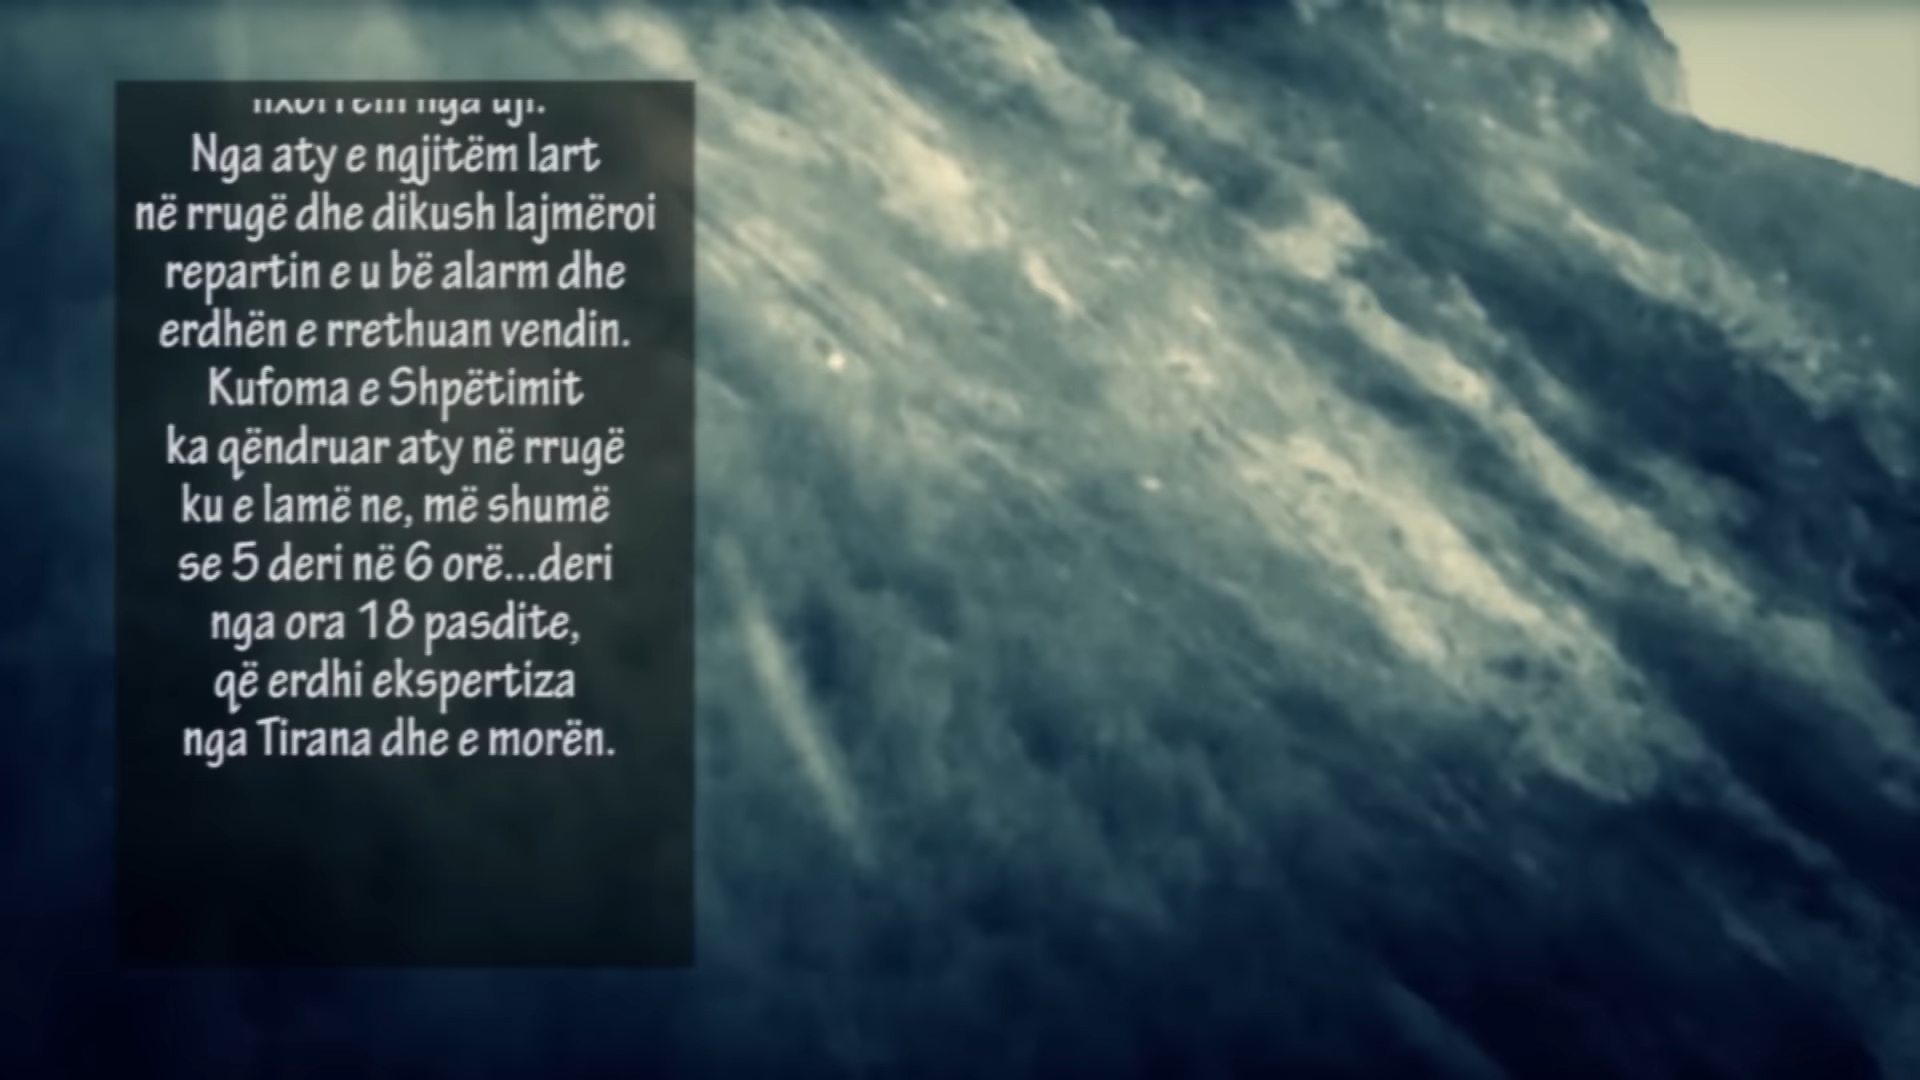 nga uji.
Nga aty e ngjitëm lart
në rrugë dhe dikush lajmëroi
repartin e u bë alarm dhe
erdhën e rrethuan vendin.
Kufoma e Shpëtimit
ka qëndruar aty në rrugë
ku e lamë ne, më shumë
se 5 deri në 6 orë...deri
nga ora 18 pasdite,
që erdhi ekspertiza
nga Tirana dhe e morën.